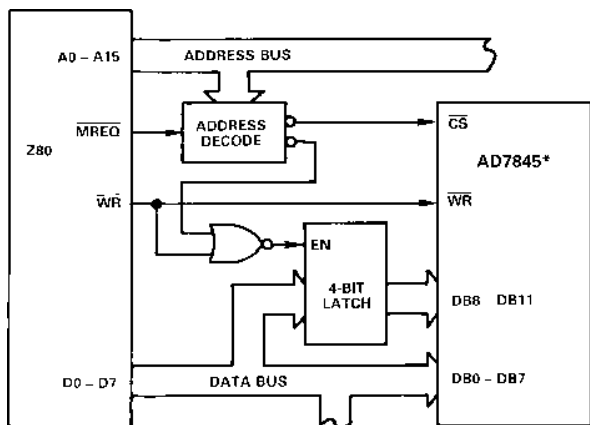 A0 – A15
ADDRESS BUS
MREQ
ADDRESS
DECODE
CS
Z80
AD7845*
WR
WR
EN
4-BIT
LATCH
DB8 DB11
D0 – D7
DATA BUS
DB0 – DB7